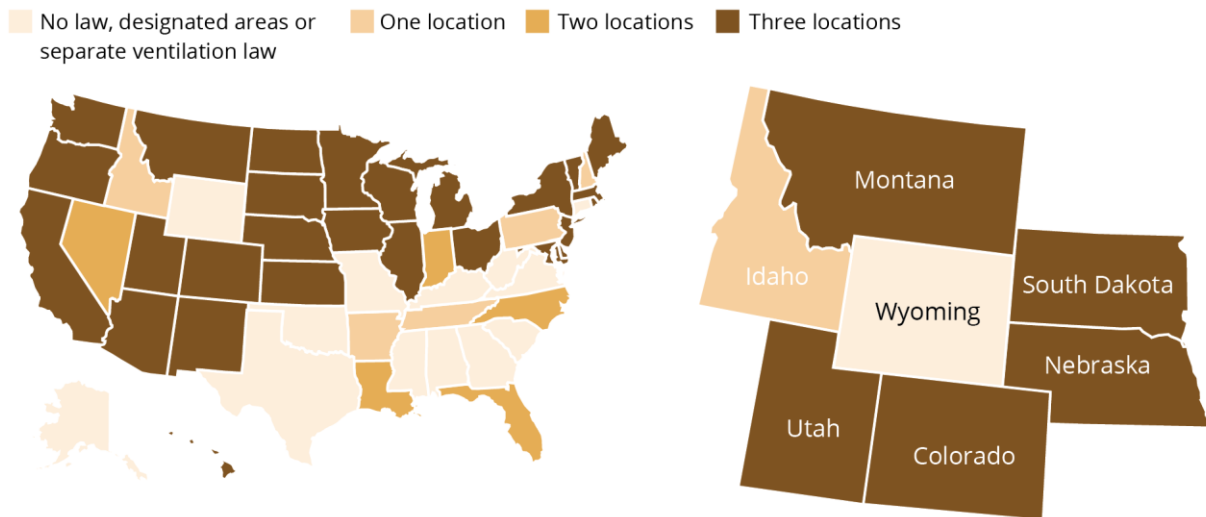 No law, designated areas or
separate ventilation law
One location
Two locations
Three locations
Montana
Idaho
Wyoming
South Dakota
Nebraska
Utah
Colorado